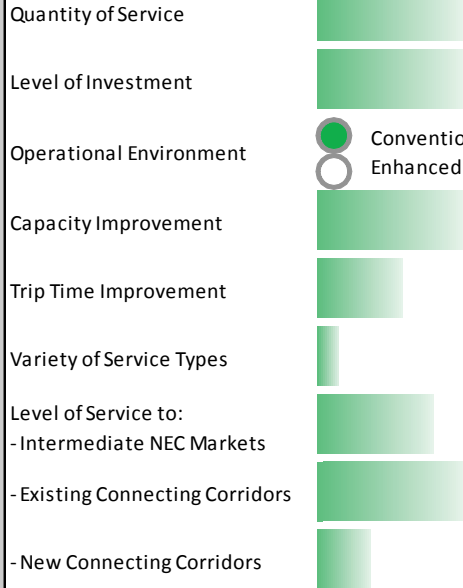 Quantity of Service
Level of Investment
Operational Environment
Conventio
Enhanced
Capacity Improvement
Trip Time Improvement
Variety of Service Types
Level of Service to:
- Intermediate NEC Markets
- Existing Connecting Corridors
- New Connecting Corridors